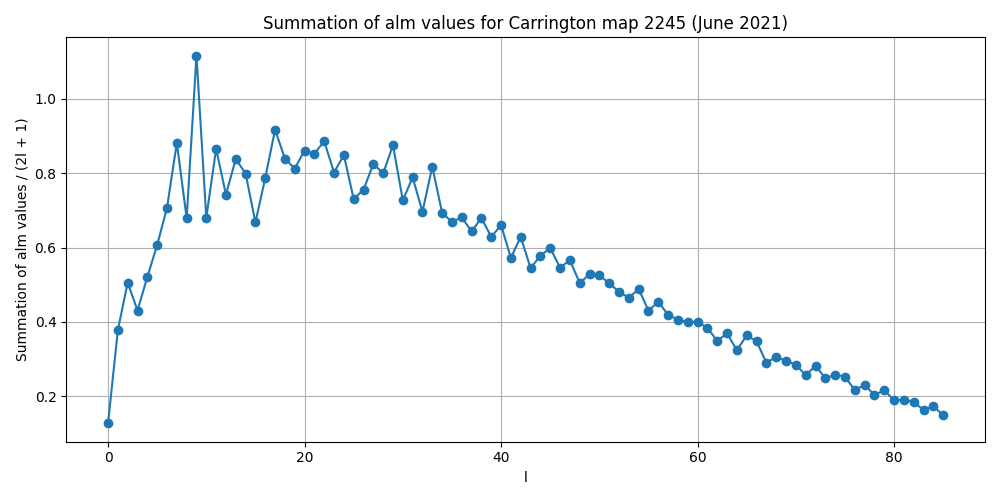 Summation of alm values for Carrington map 2245 (June 2021)
Summation of alm values / (2l + 1)
1.0
0.8
0.6
0.4
0.2
0 20 40 60 80
l